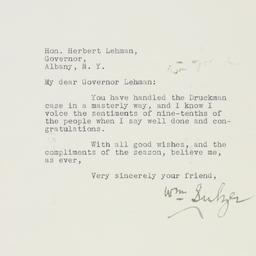 Hon. Herbert Lehman,
Governor,
Albany, N. Y.
My dear Governor Lehman:
You have handled the Druckman
case in a masterly way, and I know I
voice the sentiments of nine-tenths of
the people when I say well done and con-
gratulations.
With all good wishes, and the
compliments of the season, believe me,
as ever,
Very sincerely your friend,
Wm Sulzer